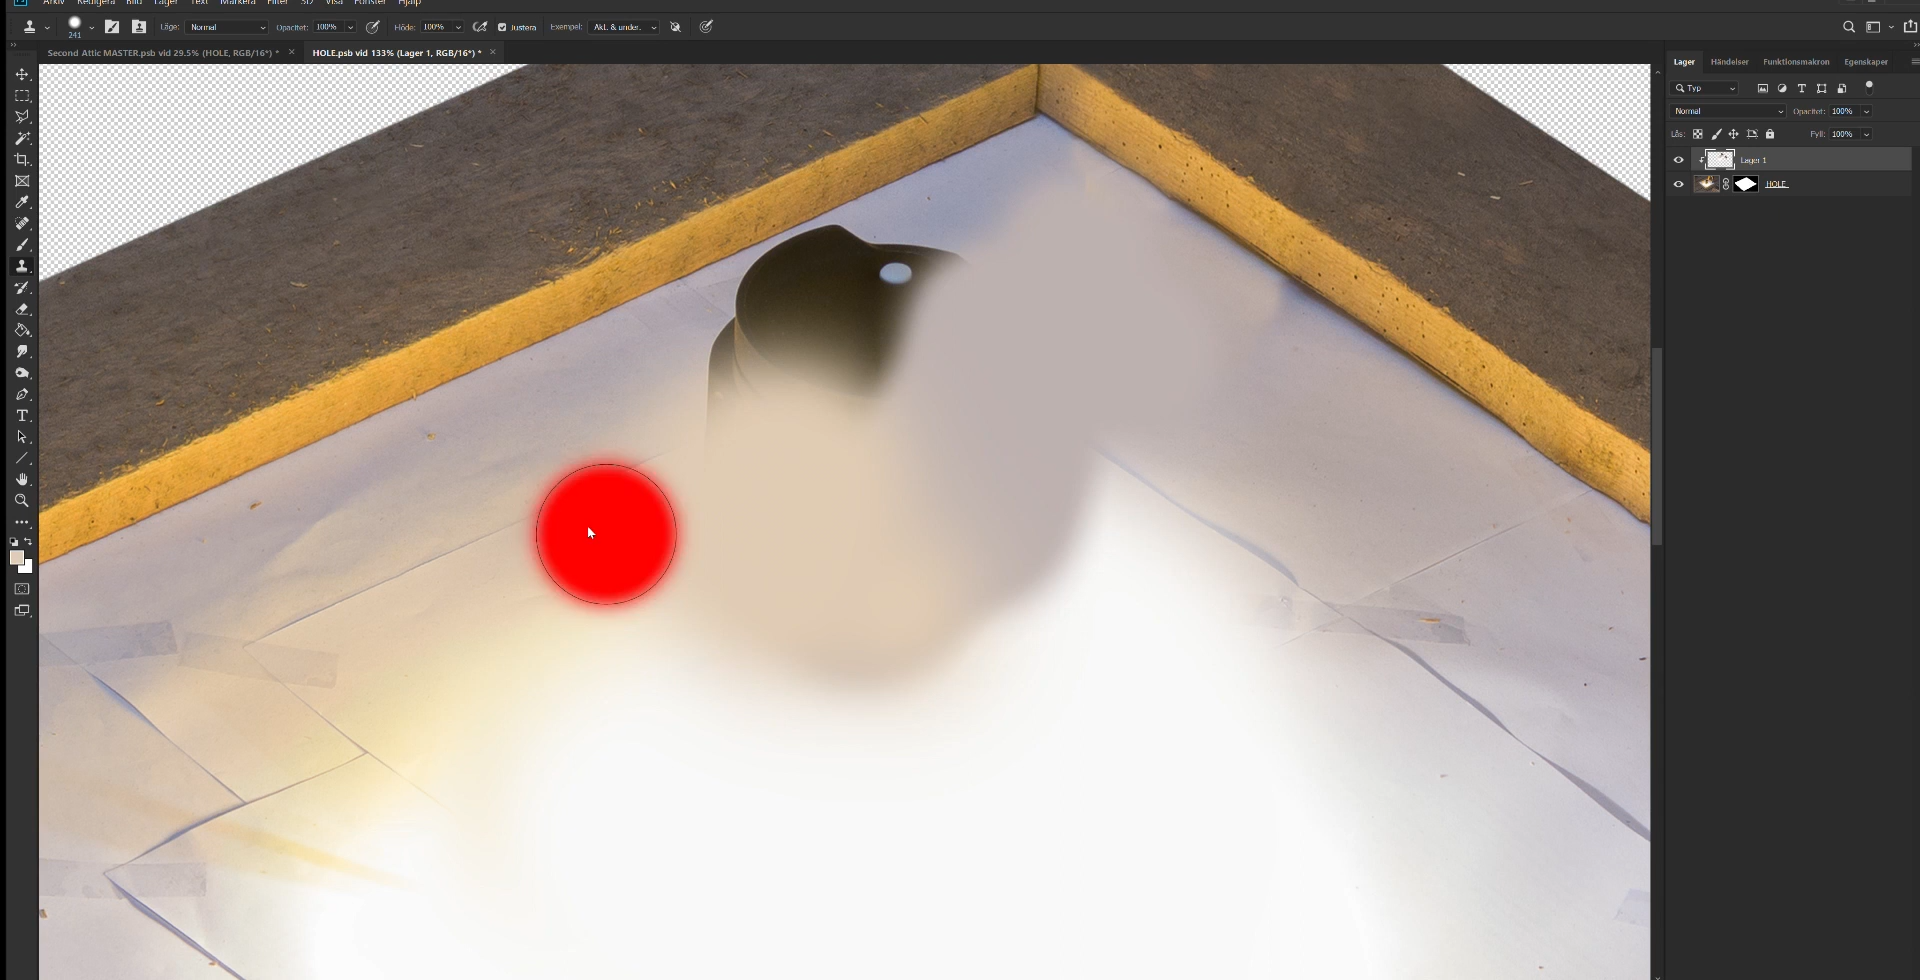 Arkiv Redigera Bild Lager Text Markera Filter 3D Visa Fönster Hjälp
241 Läge: Normal Opacitet: 100% Flöde: 100% Justera Exempel: Akt. & under.
Second Attic MASTER.psb vid 29.5% (HOLE, RGB/16*) * × HOLE.psb vid 133% (Lager 1, RGB/16*) * ×
Lager Händelser Funktionsmakron Egenskaper
Typ
Normal Opacitet: 100%
Lås: Fyll: 100%
Lager 1
HOLE